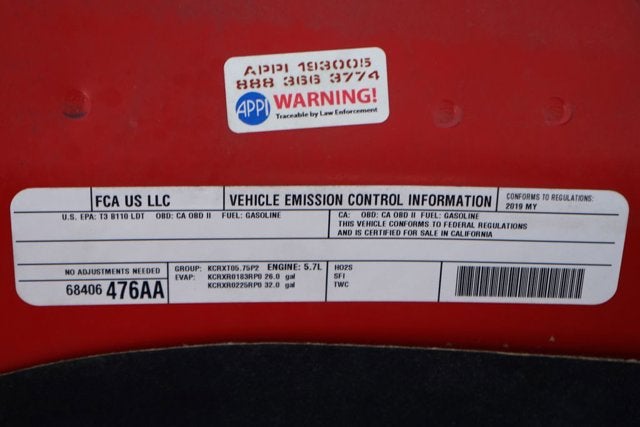 APPI 193005
888 366 3774
APPI WARNING!
Traceable by Law Enforcement
FCA US LLC
VEHICLE EMISSION CONTROL INFORMATION
CONFORMS TO REGULATIONS:
2019 MY
U.S. EPA: T3 B110 LDT OBD: CA OBD II FUEL: GASOLINE
CA: OBD: CA OBD II FUEL: GASOLINE
THIS VEHICLE CONFORMS TO FEDERAL REGULATIONS
AND IS CERTIFIED FOR SALE IN CALIFORNIA
NO ADJUSTMENTS NEEDED
68406 476AA
GROUP: KCRXT05.75P2 ENGINE: 5.7L
EVAP: KCRXR0183RP0 26.0 gal
KCRXR0225RP0 32.0 gal
HO2S
SFI
TWC